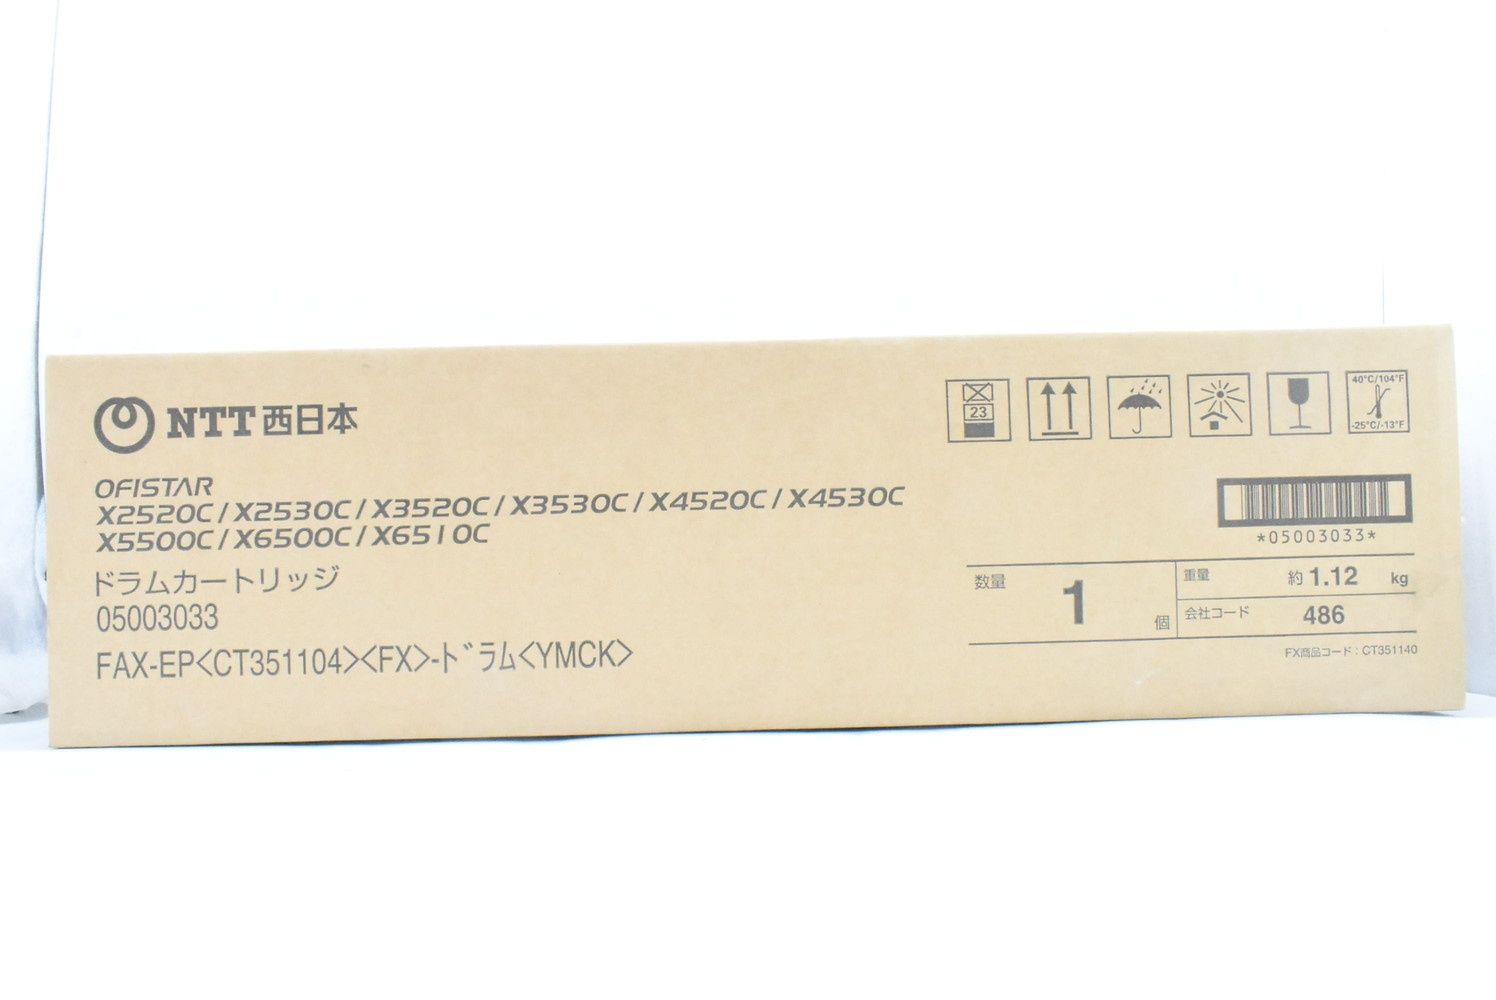 NTT西日本
OFISTAR
X2520C/X2530C/X3520C/X3530C/X4520C/X4530C
X5500C/X6500C/X6510C
ドラムカートリッジ
05003033
FAX-EP<CT351104><FX>-ドラム<YMCK>
23
40°C/104°F
-25°C/-13°F
*05003033*
数量 1 個
重量 約1.12 kg
会社コード 486
FX商品コード:CT351140